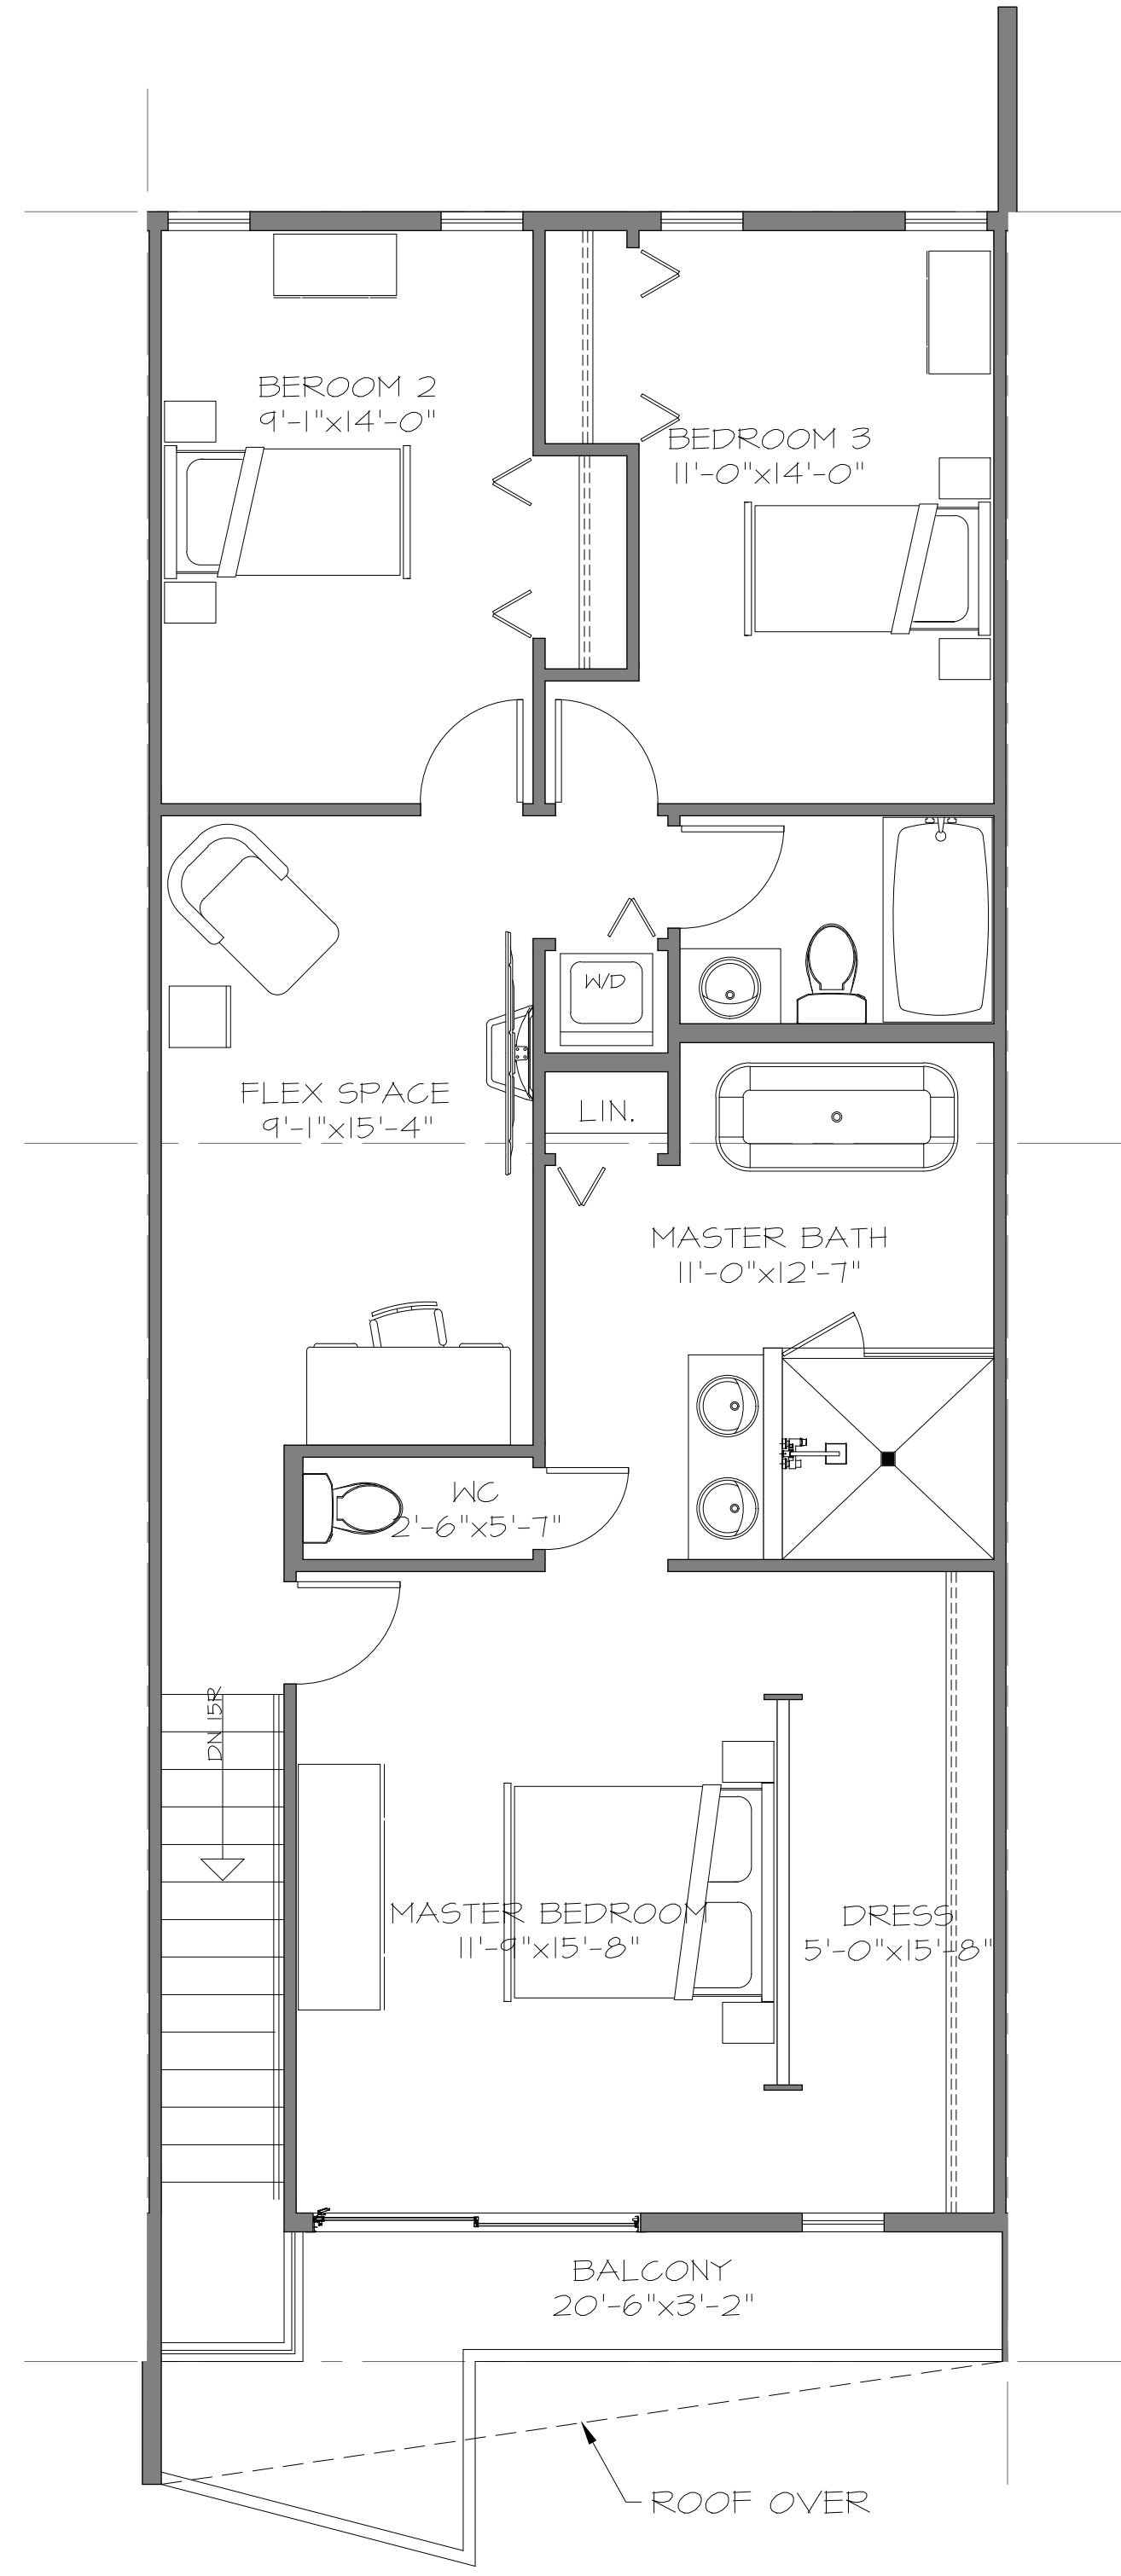 BEROOM 2
9'-1"x14'-0"
BEDROOM 3
11'-0"x14'-0"
W/D
FLEX SPACE
9'-1"x15'-4"
LIN.
MASTER BATH
11'-0"x12'-7"
WC
2'-6"x5'-7"
DN 15R
MASTER BEDROOM
11'-9"x15'-8"
DRESS
5'-0"x15'-8"
BALCONY
20'-6"x3'-2"
ROOF OVER